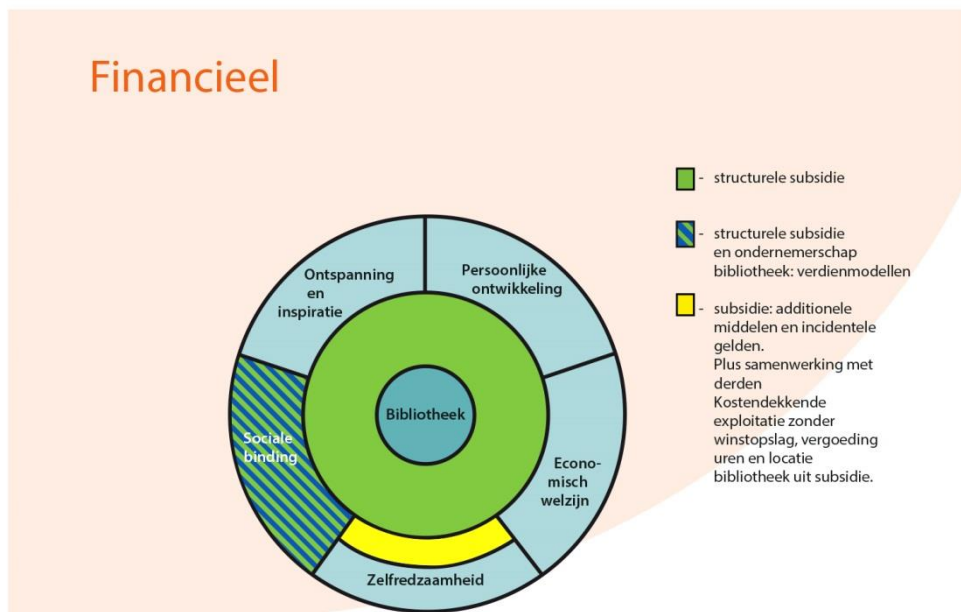 Financieel
- structurele subsidie
- structurele subsidie
en ondernemerschap
bibliotheek: verdienmodellen
- subsidie: additionele
middelen en incidentele
gelden.
Plus samenwerking met
derden
Kostendekkende
exploitatie zonder
winstopslag, vergoeding
uren en locatie
bibliotheek uit subsidie.
Ontspanning
en
inspiratie
Persoonlijke
ontwikkeling
Bibliotheek
Sociale
binding
Econo-
misch
welzijn
Zelfredzaamheid